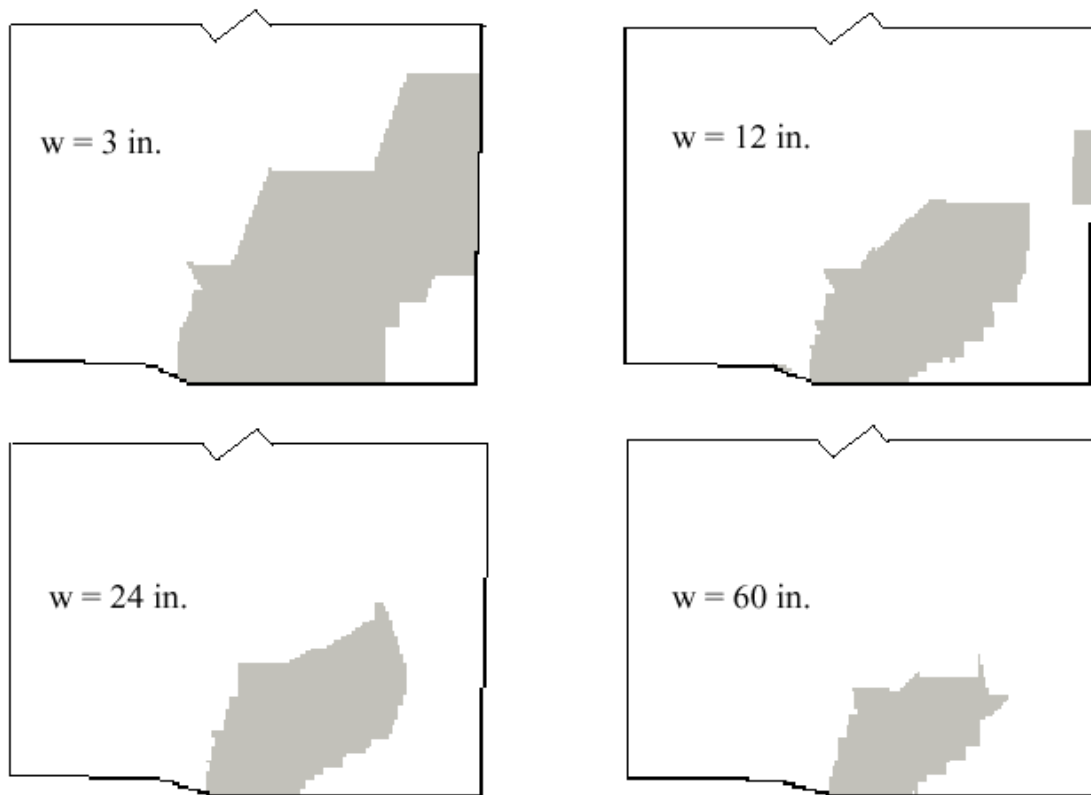 w = 3 in.
w = 12 in.
w = 24 in.
w = 60 in.